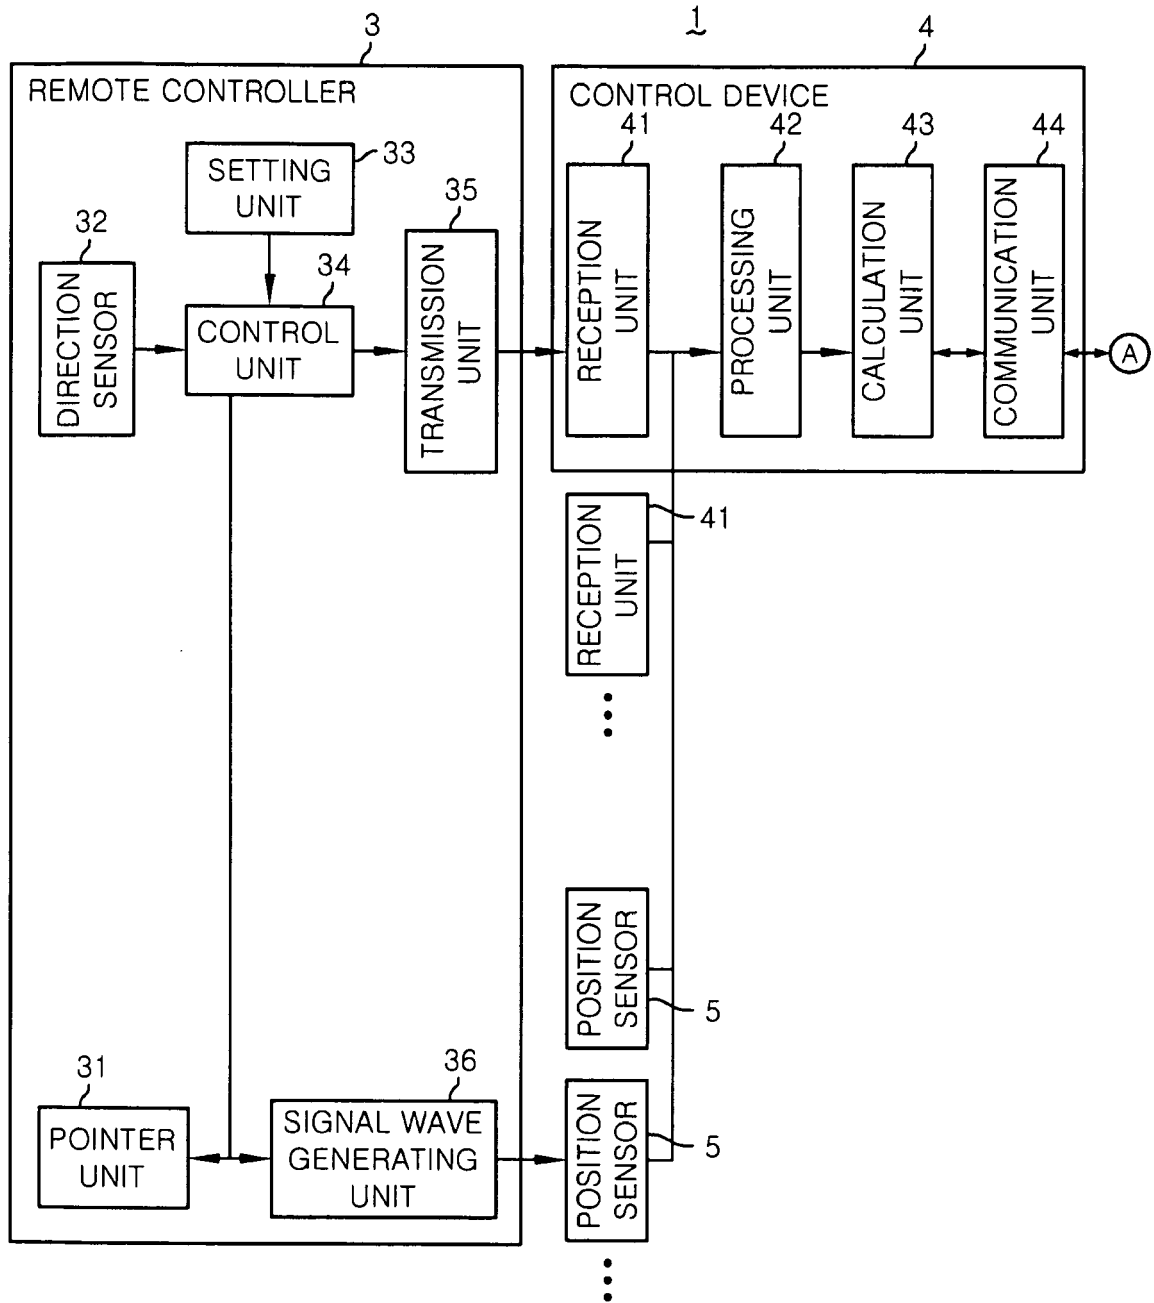 1
3
REMOTE CONTROLLER
33
SETTING
UNIT
32
DIRECTION
SENSOR
34
CONTROL
UNIT
35
TRANSMISSION
UNIT
31
POINTER
UNIT
36
SIGNAL WAVE
GENERATING
UNIT
4
CONTROL DEVICE
41
RECEPTION
UNIT
42
PROCESSING
UNIT
43
CALCULATION
UNIT
44
COMMUNICATION
UNIT
A
41
RECEPTION
UNIT
POSITION
SENSOR
5
POSITION
SENSOR
5